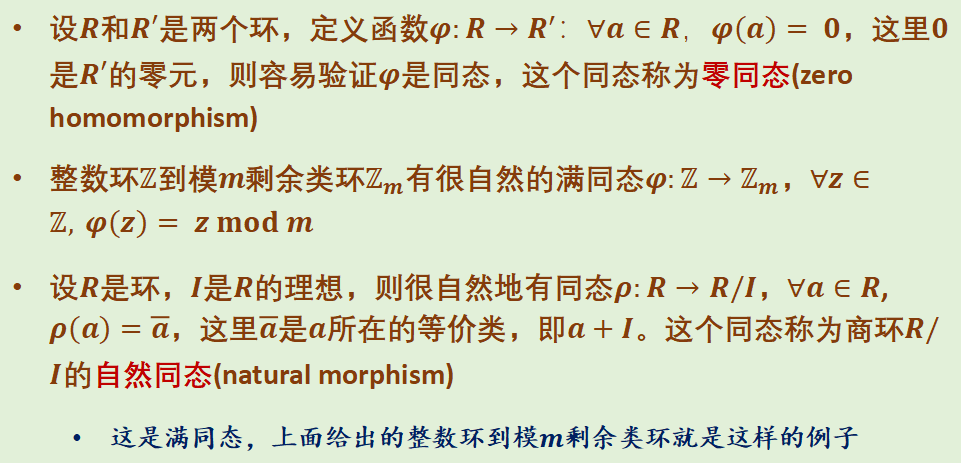 • 设R和R′是两个环，定义函数φ: R → R′： ∀a ∈ R， φ(a) = 0，这里0
是R′的零元，则容易验证φ是同态，这个同态称为零同态(zero
homomorphism)
• 整数环ℤ到模m剩余类环ℤₘ有很自然的满同态φ: ℤ → ℤₘ，∀z ∈
ℤ, φ(z) = z mod m
• 设R是环，I是R的理想，则很自然地有同态ρ: R → R/I，∀a ∈ R,
ρ(a) = a̅，这里a̅是a所在的等价类，即a + I。这个同态称为商环R/
I的自然同态(natural morphism)
• 这是满同态，上面给出的整数环到模m剩余类环就是这样的例子